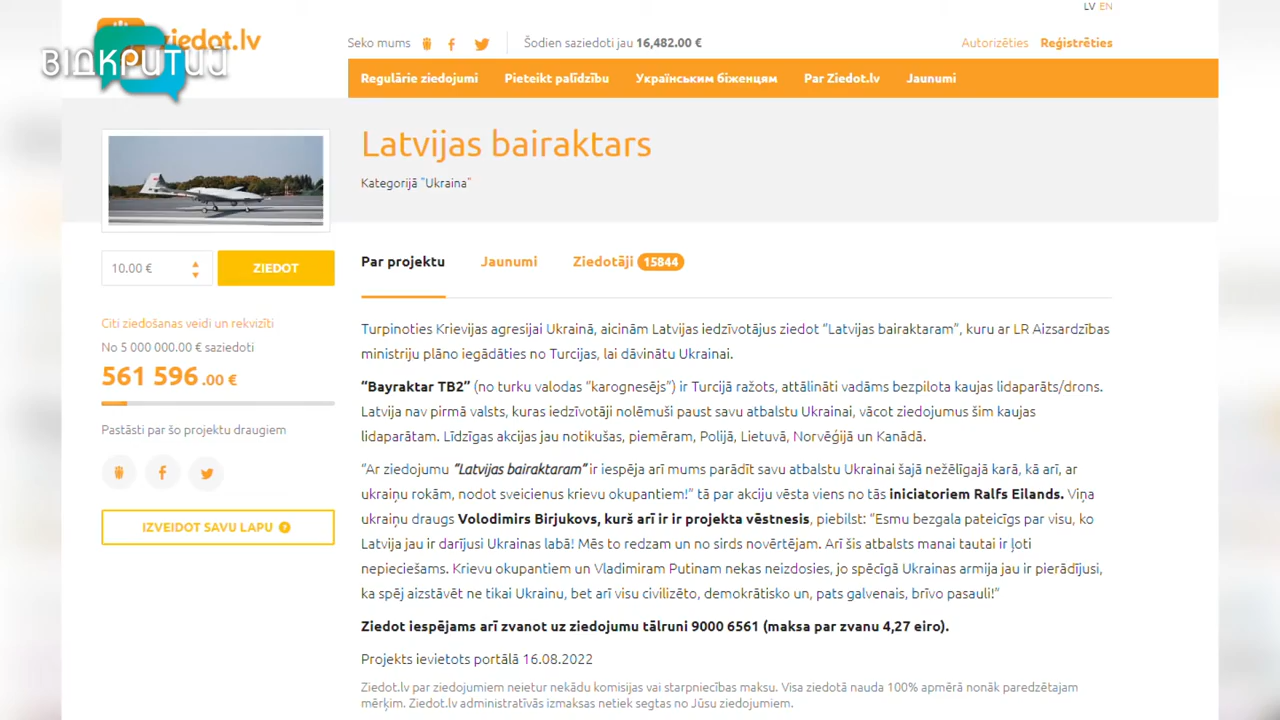 LV EN
ziedot.lv
ВІДКРИТИЙ
Seko mums
Šodien saziedoti jau 16,482.00 €
Autorizēties Reģistrēties
Regulārie ziedojumi Pieteikt palīdzību Українським біженцям Par Ziedot.lv Jaunumi
Latvijas bairaktars
Kategorijā "Ukraina"
10.00 € ZIEDOT
Citi ziedošanas veidi un rekvizīti
No 5 000 000.00 € saziedoti
561 596.00 €
Pastāsti par šo projektu draugiem
IZVEIDOT SAVU LAPU ?
Par projektu Jaunumi Ziedotāji 15844
Turpinoties Krievijas agresijai Ukrainā, aicinām Latvijas iedzīvotājus ziedot “Latvijas bairaktaram”, kuru ar LR Aizsardzības
ministriju plāno iegādāties no Turcijas, lai dāvinātu Ukrainai.
“Bayraktar TB2” (no turku valodas “karognesējs”) ir Turcijā ražots, attālināti vadāms bezpilota kaujas lidaparāts/drons.
Latvija nav pirmā valsts, kuras iedzīvotāji nolēmuši paust savu atbalstu Ukrainai, vācot ziedojumus šim kaujas
lidaparātam. Līdzīgas akcijas jau notikušas, piemēram, Polijā, Lietuvā, Norvēģijā un Kanādā.
“Ar ziedojumu “Latvijas bairaktaram” ir iespēja arī mums parādīt savu atbalstu Ukrainai šajā nežēlīgajā karā, kā arī, ar
ukraiņu rokām, nodot sveicienus krievu okupantiem!” tā par akciju vēsta viens no tās iniciatoriem Ralfs Eilands. Viņa
ukraiņu draugs Volodimirs Birjukovs, kurš arī ir ir projekta vēstnesis, piebilst: “Esmu bezgala pateicīgs par visu, ko
Latvija jau ir darījusi Ukrainas labā! Mēs to redzam un no sirds novērtējam. Arī šis atbalsts manai tautai ir ļoti
nepieciešams. Krievu okupantiem un Vladimiram Putinam nekas neizdosies, jo spēcīgā Ukrainas armija jau ir pierādījusi,
ka spēj aizstāvēt ne tikai Ukrainu, bet arī visu civilizēto, demokrātisko un, pats galvenais, brīvo pasauli!”
Ziedot iespējams arī zvanot uz ziedojumu tālruni 9000 6561 (maksa par zvanu 4,27 eiro).
Projekts ievietots portālā 16.08.2022
Ziedot.lv par ziedojumiem neietur nekādu komisijas vai starpniecības maksu. Visa ziedotā nauda 100% apmērā nonāk paredzētajam
mērķim. Ziedot.lv administratīvās izmaksas netiek segtas no Jūsu ziedojumiem.